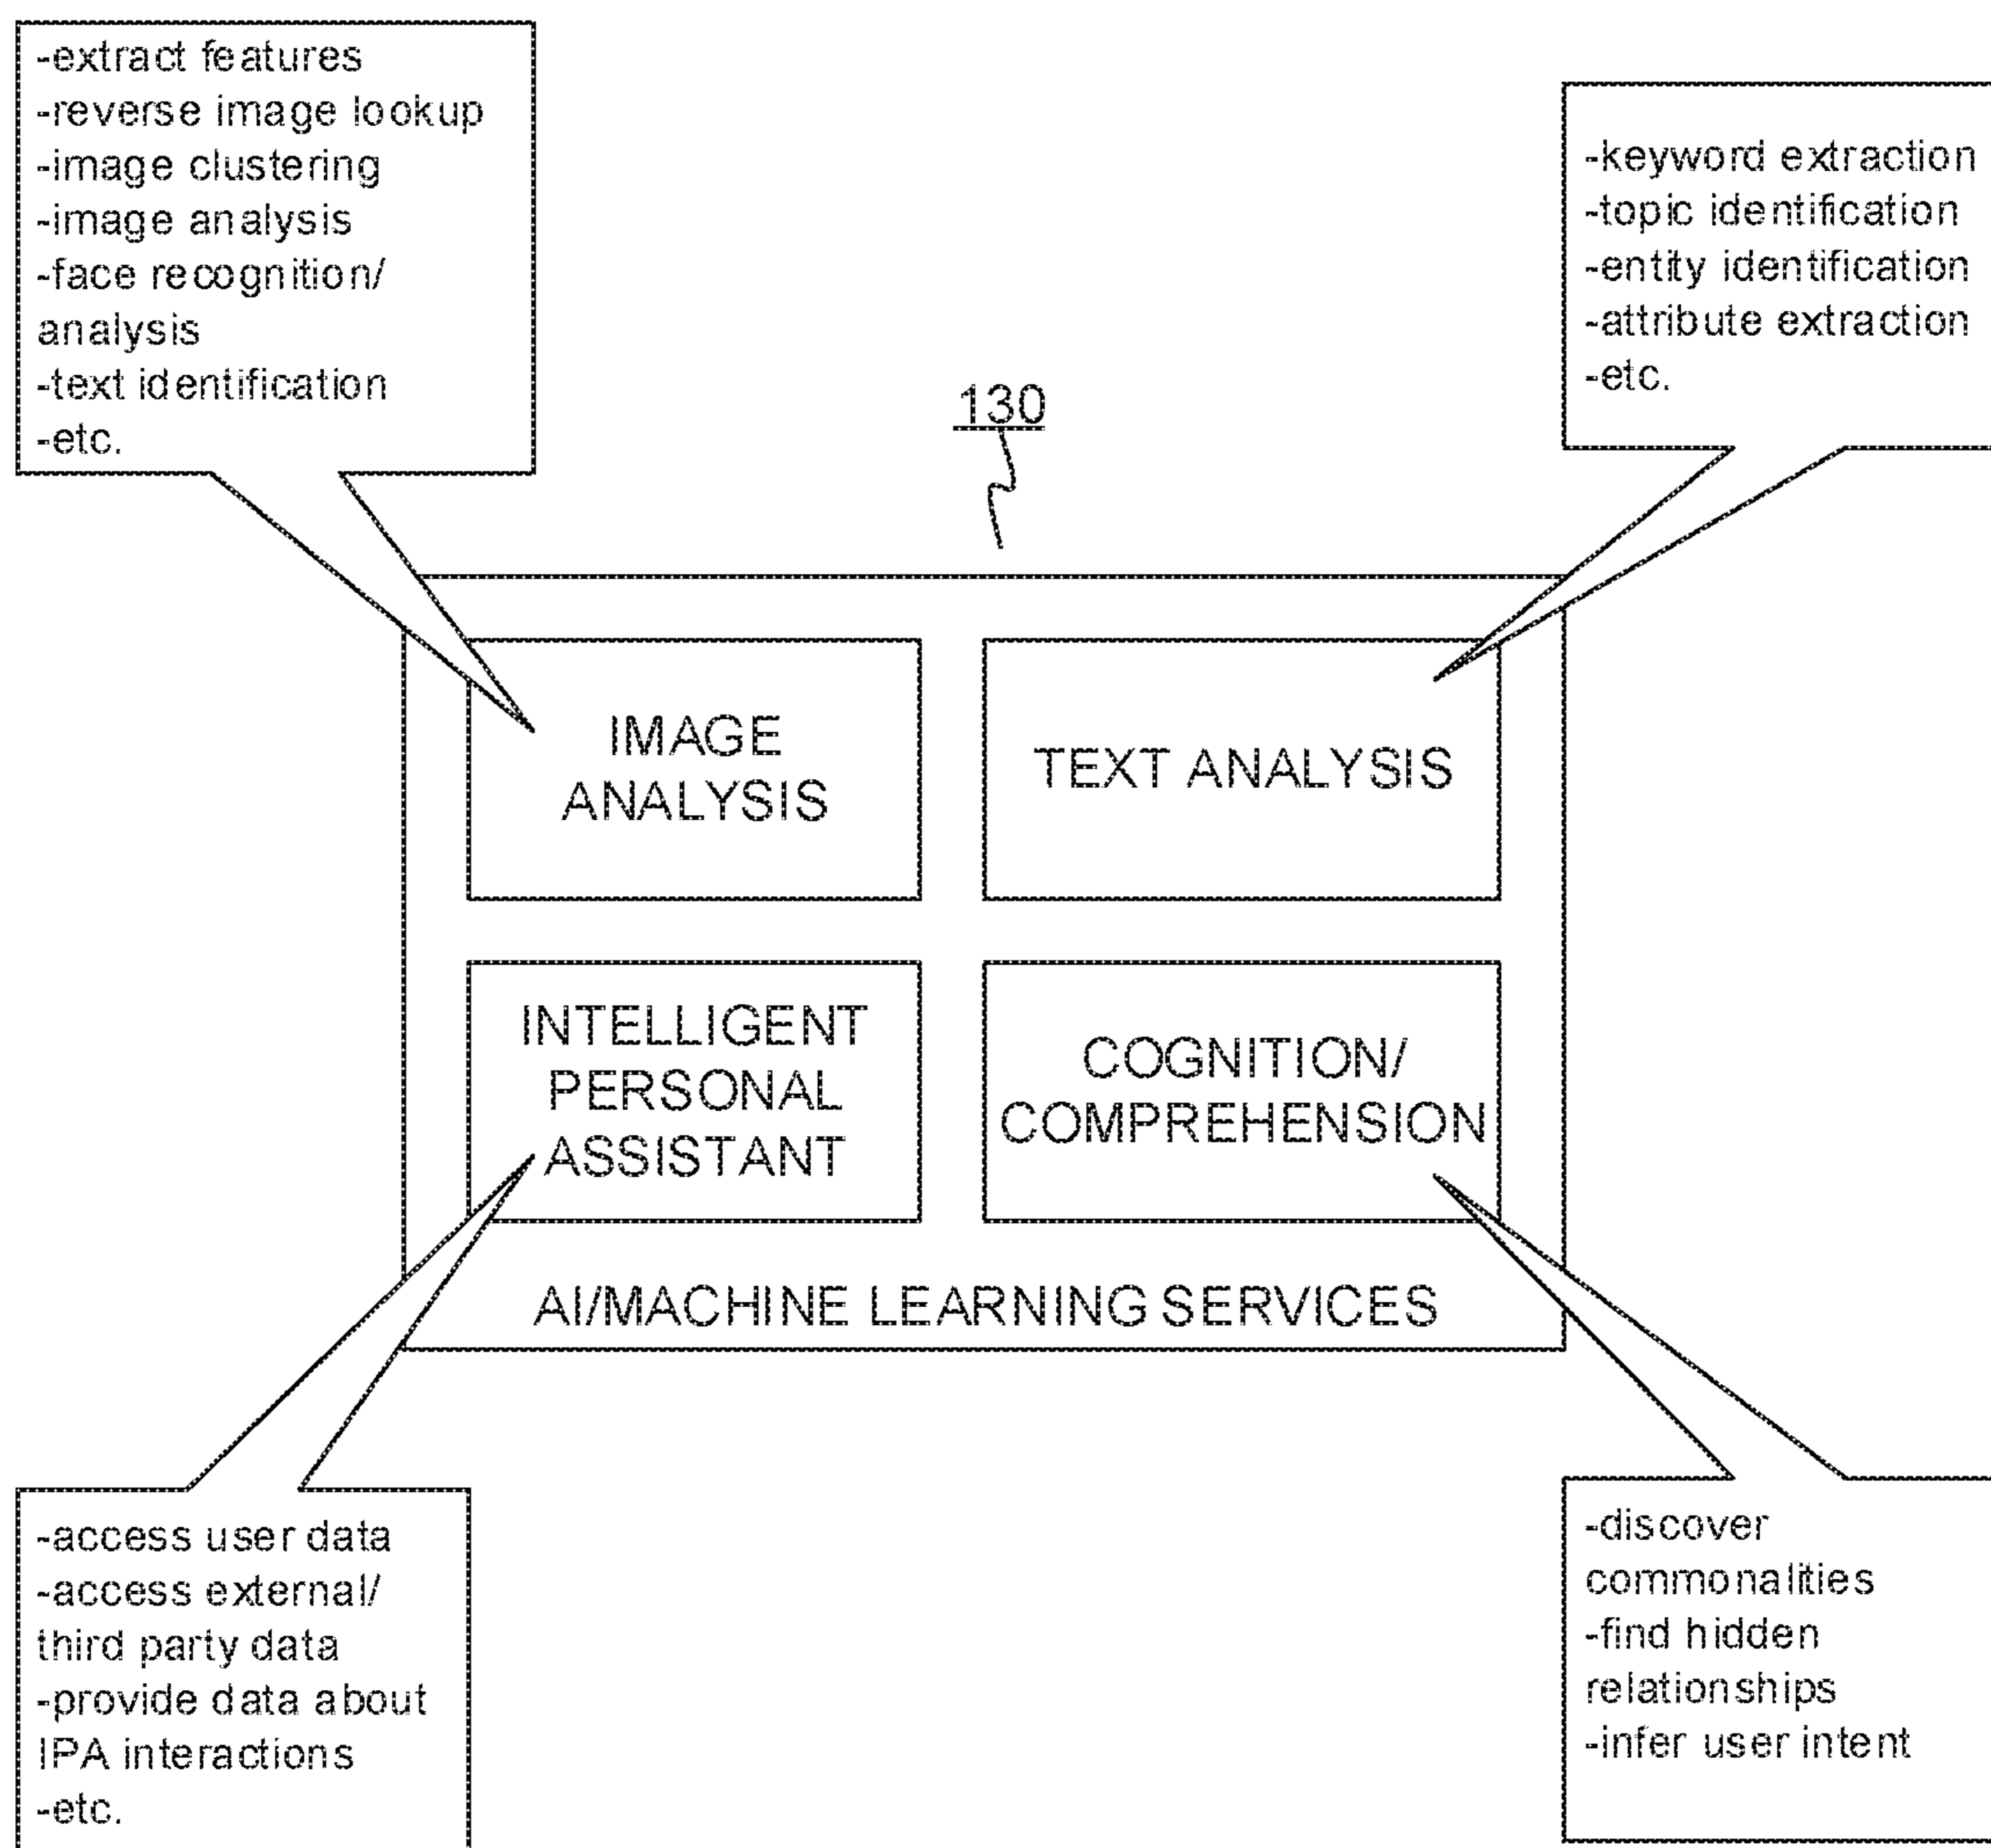 -extract features
-reverse image lookup
-image clustering
-image analysis
-face recognition/
analysis
-text identification
-etc.
-keyword extraction
-topic identification
-entity identification
-attribute extraction
-etc.
130
IMAGE
ANALYSIS
TEXT ANALYSIS
INTELLIGENT
PERSONAL
ASSISTANT
COGNITION/
COMPREHENSION
AI/MACHINE LEARNING SERVICES
-access user data
-access external/
third party data
-provide data about
IPA interactions
-etc.
-discover
commonalities
-find hidden
relationships
-infer user intent